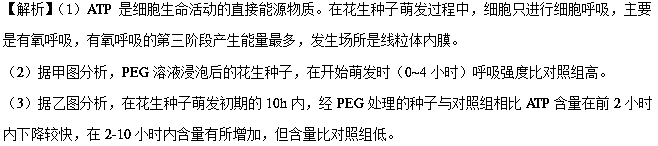 【解析】（1）ATP 是细胞生命活动的直接能源物质。在花生种子萌发过程中，细胞只进行细胞呼吸，主要
是有氧呼吸，有氧呼吸的第三阶段产生能量最多，发生场所是线粒体内膜。
（2）据甲图分析，PEG 溶液浸泡后的花生种子，在开始萌发时（0~4 小时）呼吸强度比对照组高。
（3）据乙图分析，在花生种子萌发初期的 10h 内，经 PEG 处理的种子与对照组相比 ATP 含量在前 2 小时
内下降较快，在 2-10 小时内含量有所增加，但含量比对照组低。